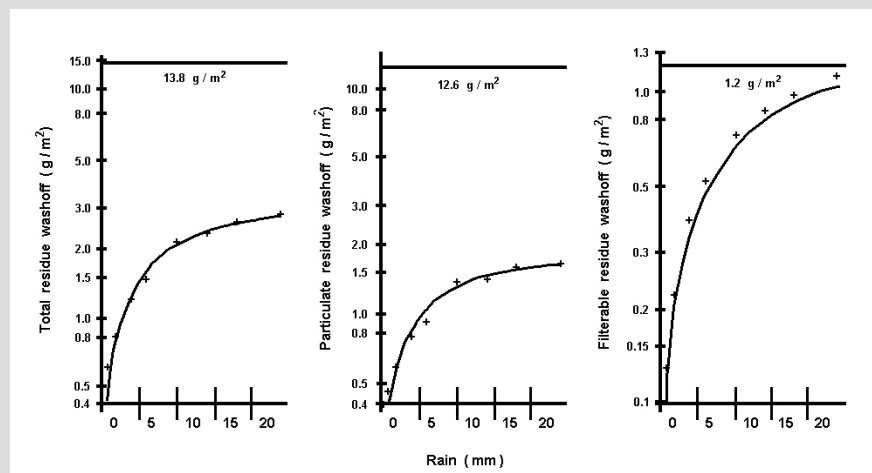 Total residue washoff ( g / m²)
15.0
10.0
8.0
5.0
3.0
2.0
1.5
1.0
0.8
0.5
0.4
13.8 g / m²
0 5 10 15 20
Particulate residue washoff ( g / m²)
10.0
8.0
5.0
3.0
2.0
1.5
1.0
0.8
0.5
0.4
12.6 g / m²
0 5 10 15 20
Filterable residue washoff ( g / m²)
1.3
1.0
0.8
0.5
0.3
0.2
0.15
0.1
1.2 g / m²
0 5 10 15 20
Rain ( mm )